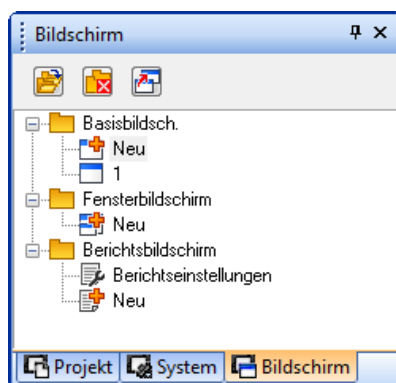 Bildschirm
Basisbildsch.
Neu
1
Fensterbildschirm
Neu
Berichtsbildschirm
Berichtseinstellungen
Neu
Projekt System Bildschirm